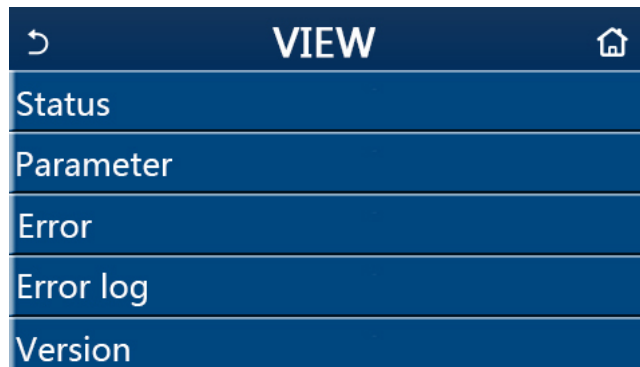 VIEW
Status
Parameter
Error
Error log
Version